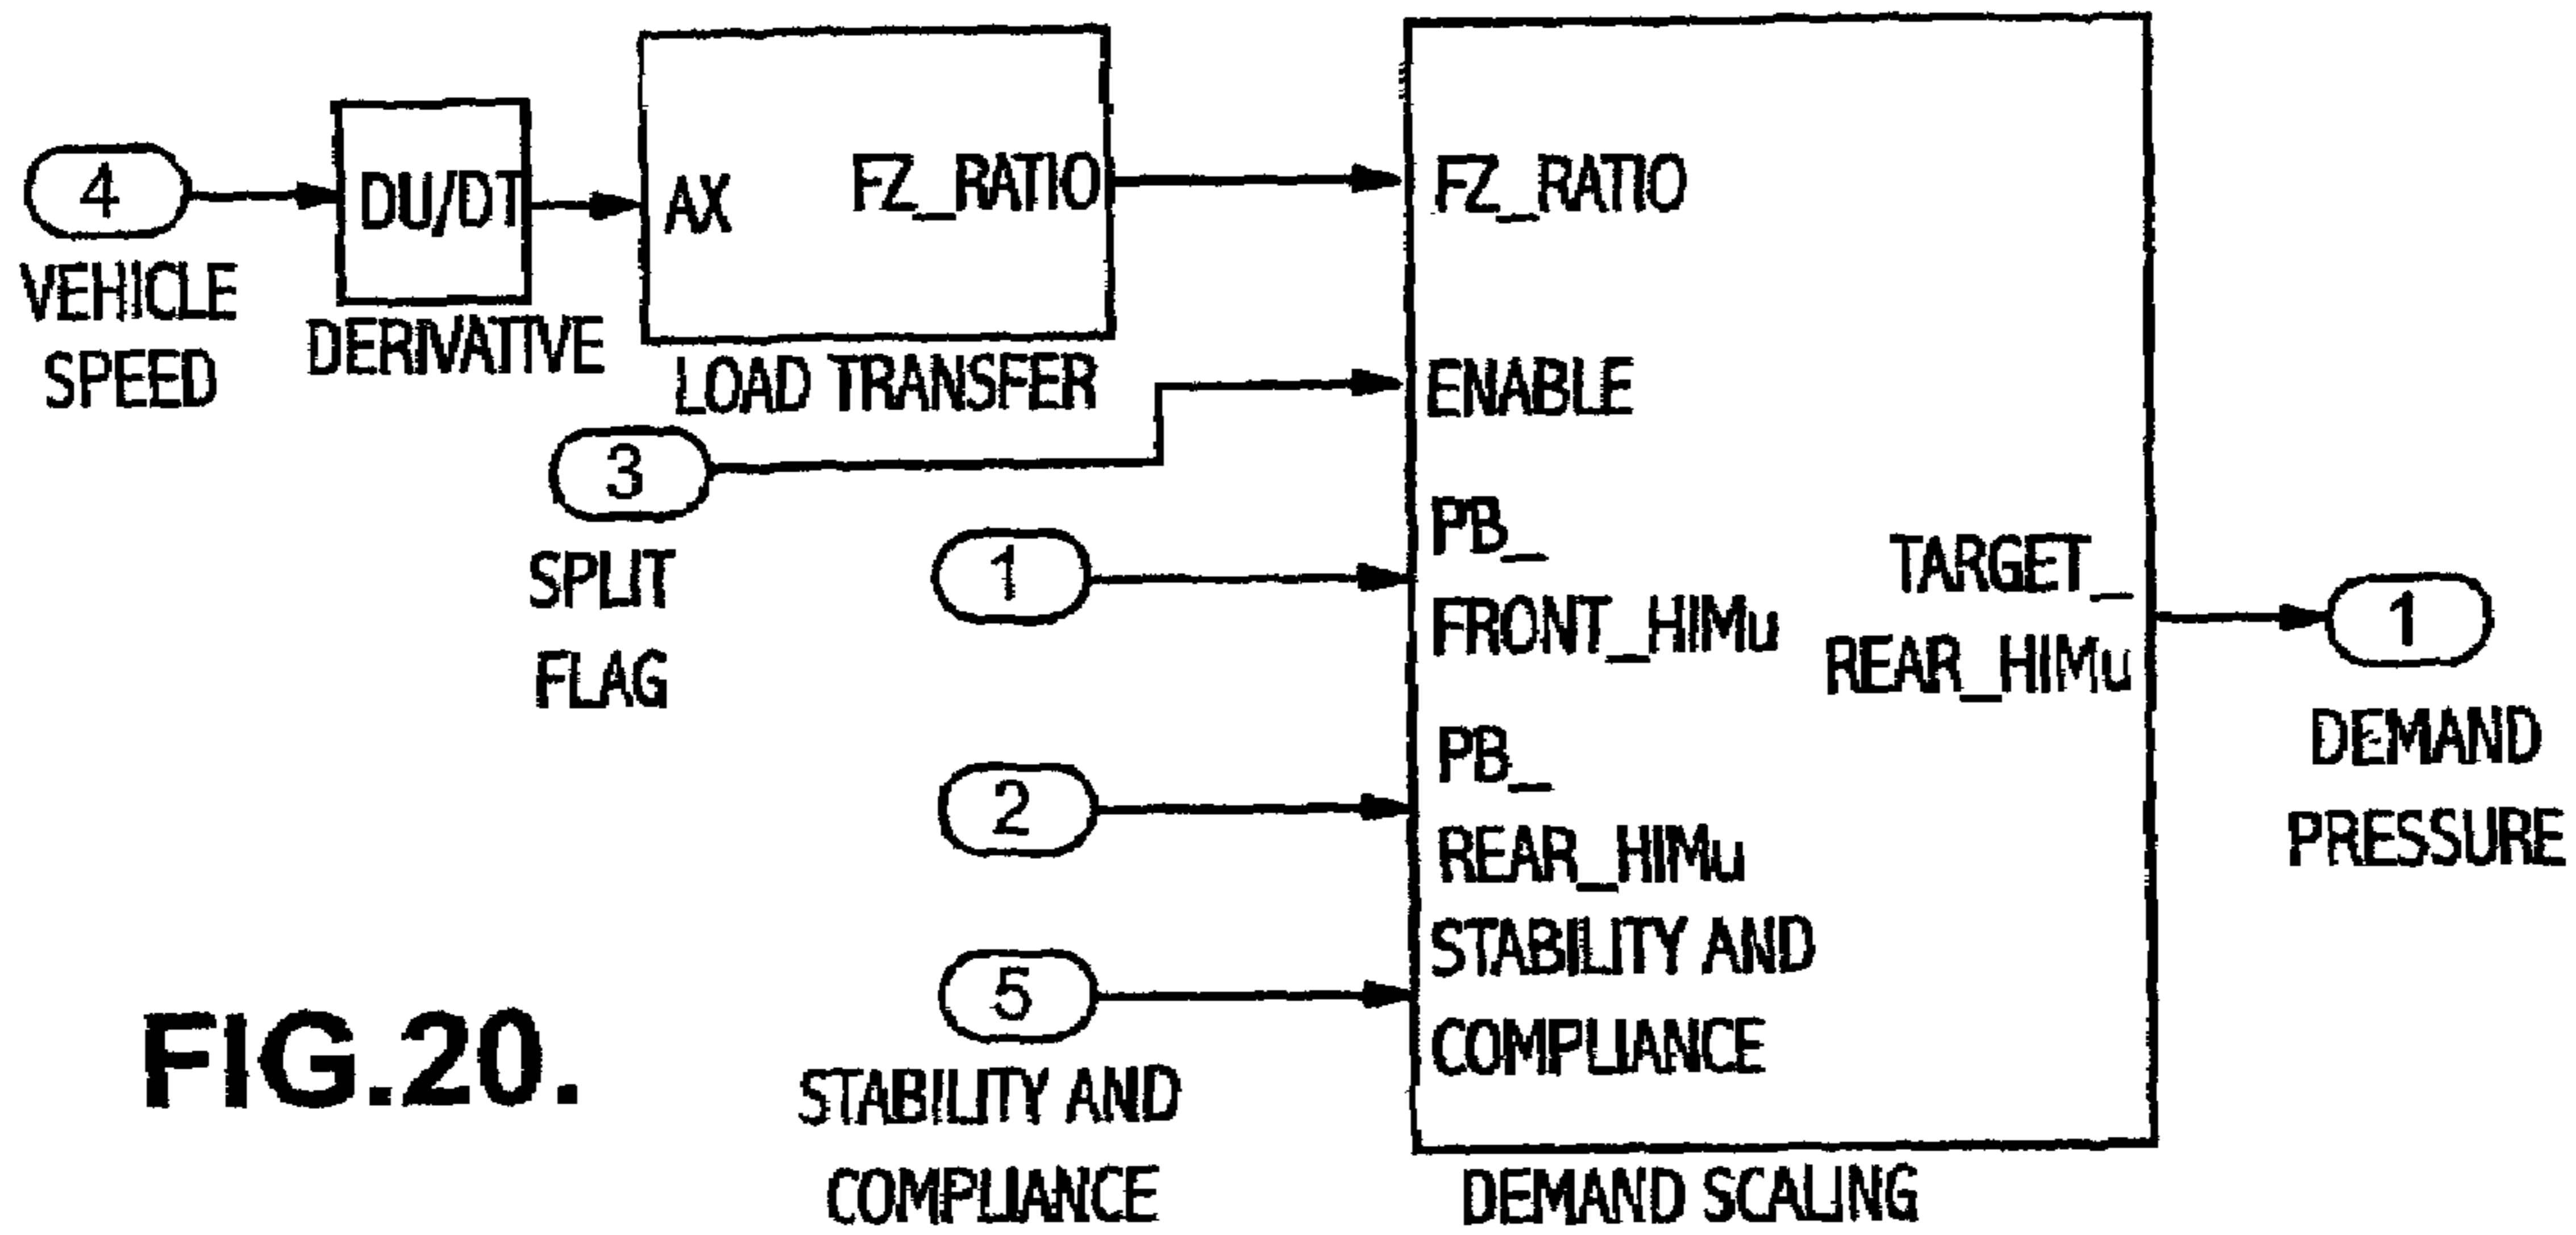 4
VEHICLE
SPEED
DU/DT
DERIVATIVE
AX
FZ_RATIO
LOAD TRANSFER
3
SPLIT
FLAG
1
2
5
STABILITY AND
COMPLIANCE
FZ_RATIO
ENABLE
PB_
FRONT_HIMu
PB_
REAR_HIMu
STABILITY AND
COMPLIANCE
TARGET_
REAR_HIMu
DEMAND SCALING
1
DEMAND
PRESSURE
FIG.20.